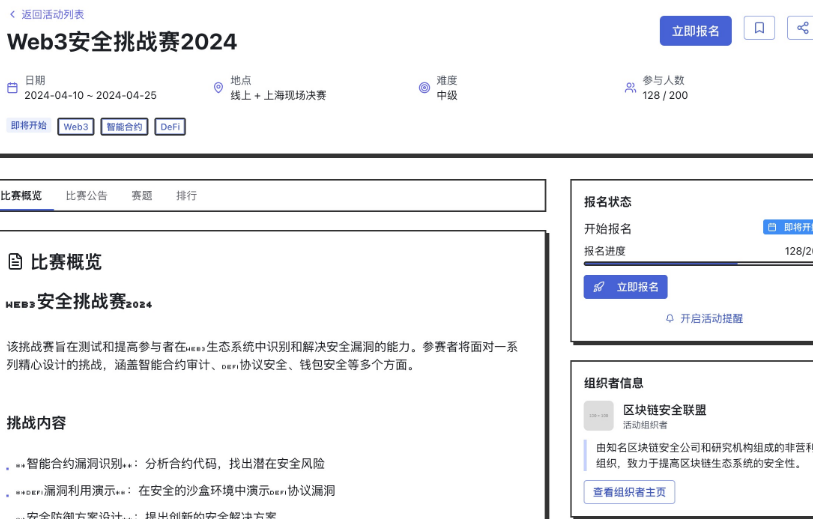 返回活动列表
Web3安全挑战赛2024
立即报名
日期
2024-04-10 ~ 2024-04-25
地点
线上 + 上海现场决赛
难度
中级
参与人数
128 / 200
即将开始
Web3
智能合约
DeFi
比赛概览
比赛公告
赛题
排行
比赛概览
WEB3安全挑战赛2024
该挑战赛旨在测试和提高参与者在WEB3生态系统中识别和解决安全漏洞的能力。参赛者将面对一系
列精心设计的挑战，涵盖智能合约审计、DEFI协议安全、钱包安全等多个方面。
挑战内容
**智能合约漏洞识别**: 分析合约代码，找出潜在安全风险
**DEFI漏洞利用演示**: 在安全的沙盒环境中演示DEFI协议漏洞
**安全防御方案设计**: 提出创新的安全解决方案
报名状态
开始报名
即将开
报名进度
128/20
立即报名
开启活动提醒
组织者信息
区块链安全联盟
活动组织者
由知名区块链安全公司和研究机构组成的非营利
组织，致力于提高区块链生态系统的安全性。
查看组织者主页